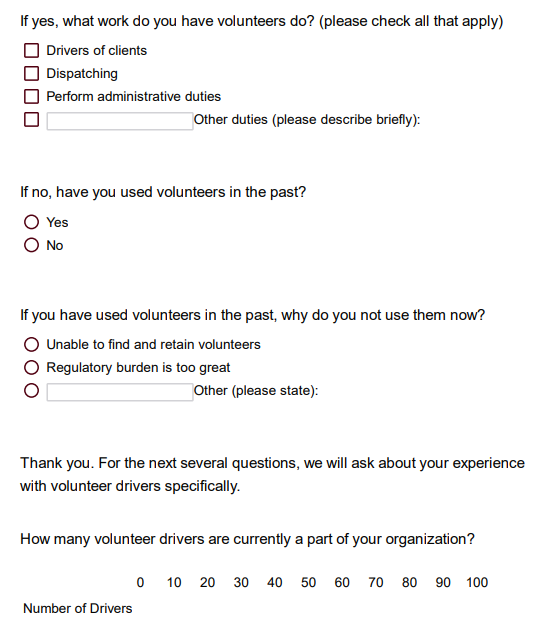 If yes, what work do you have volunteers do? (please check all that apply)
Drivers of clients
Dispatching
Perform administrative duties
Other duties (please describe briefly):
If no, have you used volunteers in the past?
Yes
No
If you have used volunteers in the past, why do you not use them now?
Unable to find and retain volunteers
Regulatory burden is too great
Other (please state):
Thank you. For the next several questions, we will ask about your experience
with volunteer drivers specifically.
How many volunteer drivers are currently a part of your organization?
0 10 20 30 40 50 60 70 80 90 100
Number of Drivers